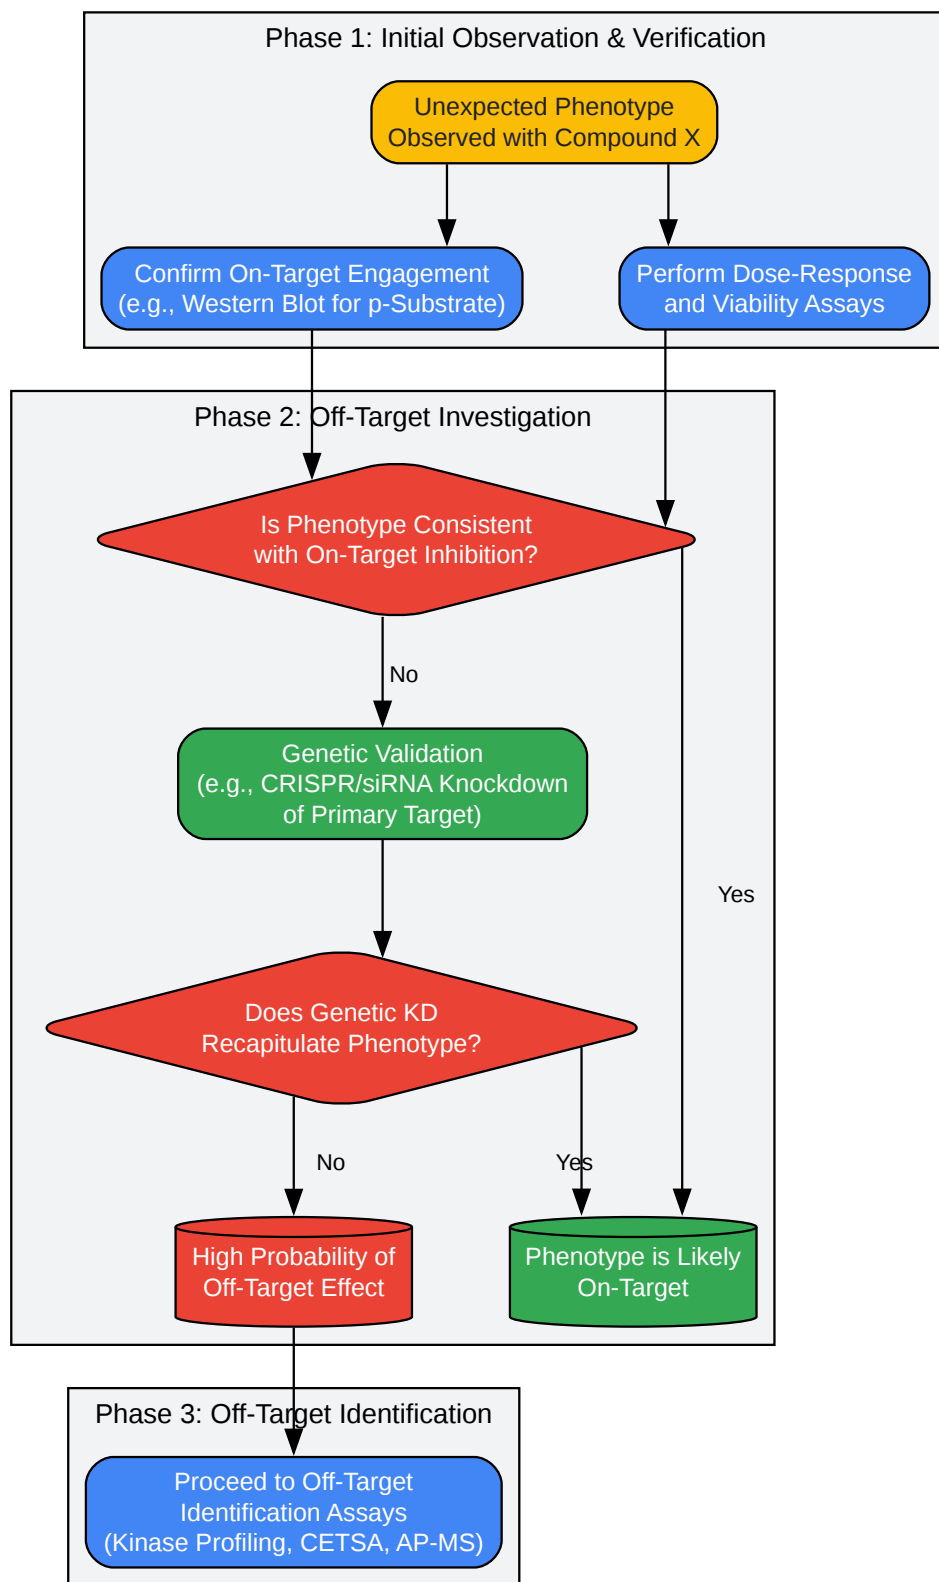 Phase 1: Initial Observation & Verification
Unexpected Phenotype
Observed with Compound X
Confirm On-Target Engagement
(e.g., Western Blot for p-Substrate)
Perform Dose-Response
and Viability Assays
Phase 2: Off-Target Investigation
Is Phenotype Consistent
with On-Target Inhibition?
No
Genetic Validation
(e.g., CRISPR/siRNA Knockdown
of Primary Target)
Yes
Does Genetic KD
Recapitulate Phenotype?
No
Yes
High Probability of
Off-Target Effect
Phenotype is Likely
On-Target
Phase 3: Off-Target Identification
Proceed to Off-Target
Identification Assays
(Kinase Profiling, CETSA, AP-MS)